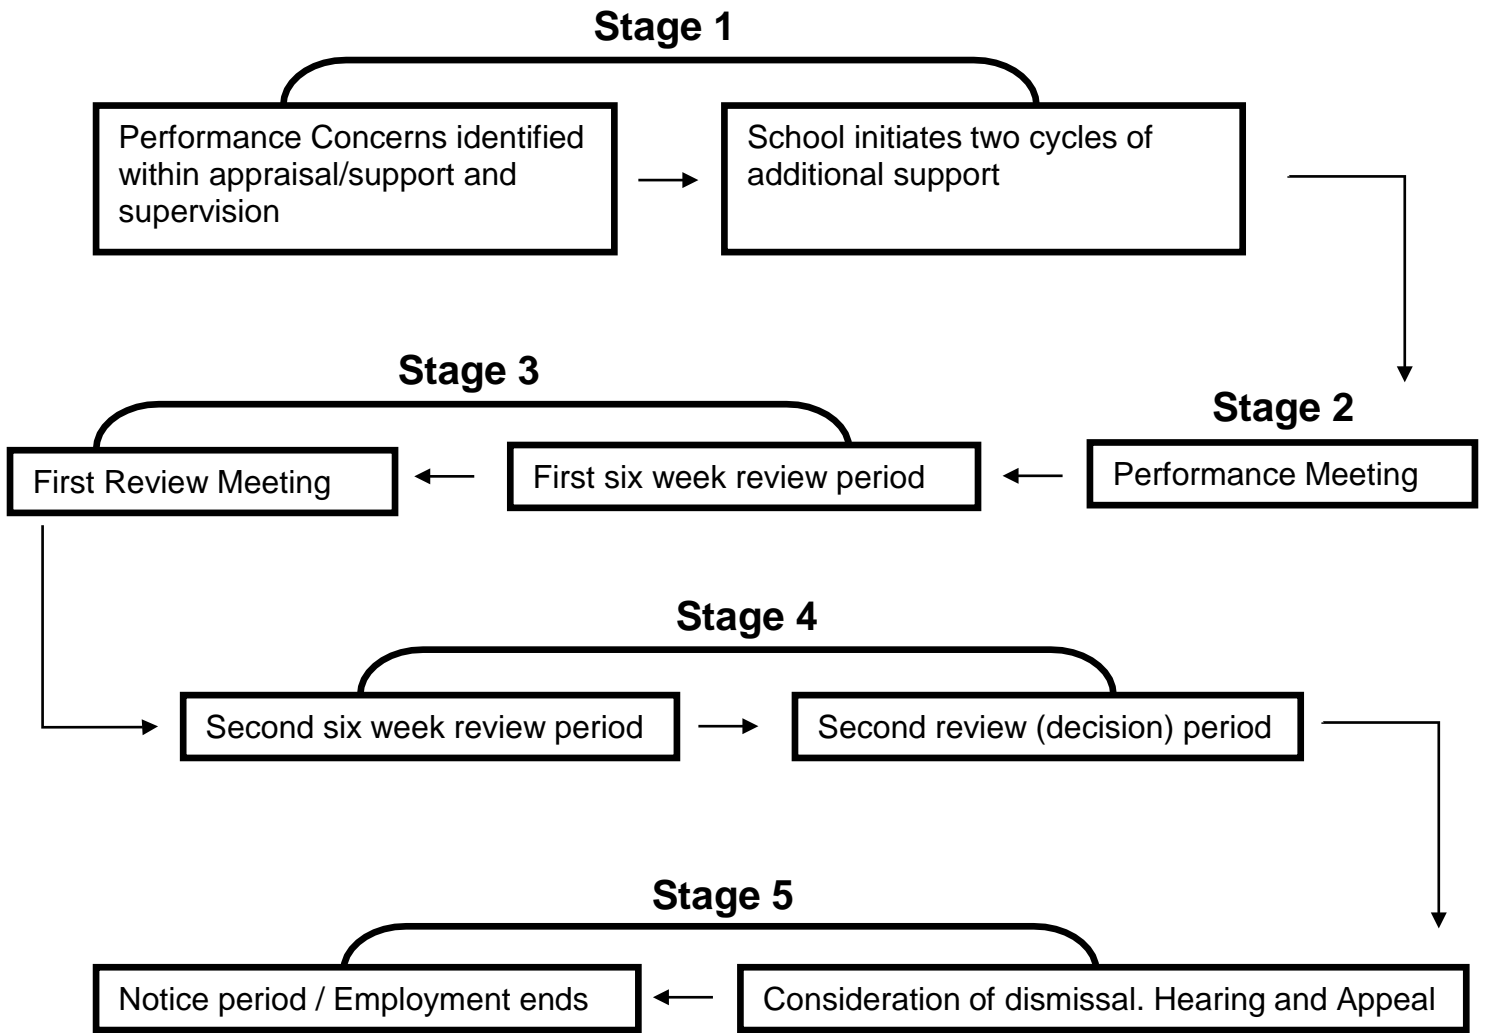 Stage 1
Performance Concerns identified
within appraisal/support and
supervision
School initiates two cycles of
additional support
Stage 2
Performance Meeting
Stage 3
First six week review period
First Review Meeting
Stage 4
Second six week review period
Second review (decision) period
Stage 5
Consideration of dismissal. Hearing and Appeal
Notice period / Employment ends